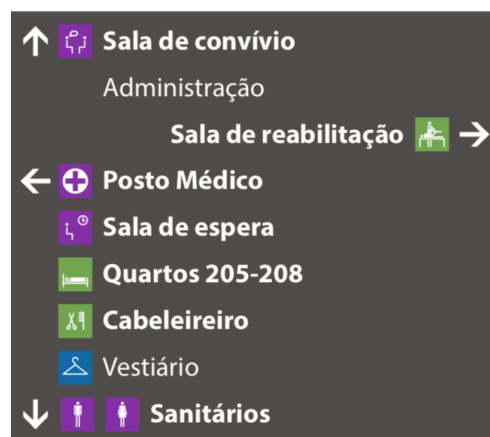 Sala de convívio
Administração
Sala de reabilitação
Posto Médico
Sala de espera
Quartos 205-208
Cabeleireiro
Vestiário
Sanitários